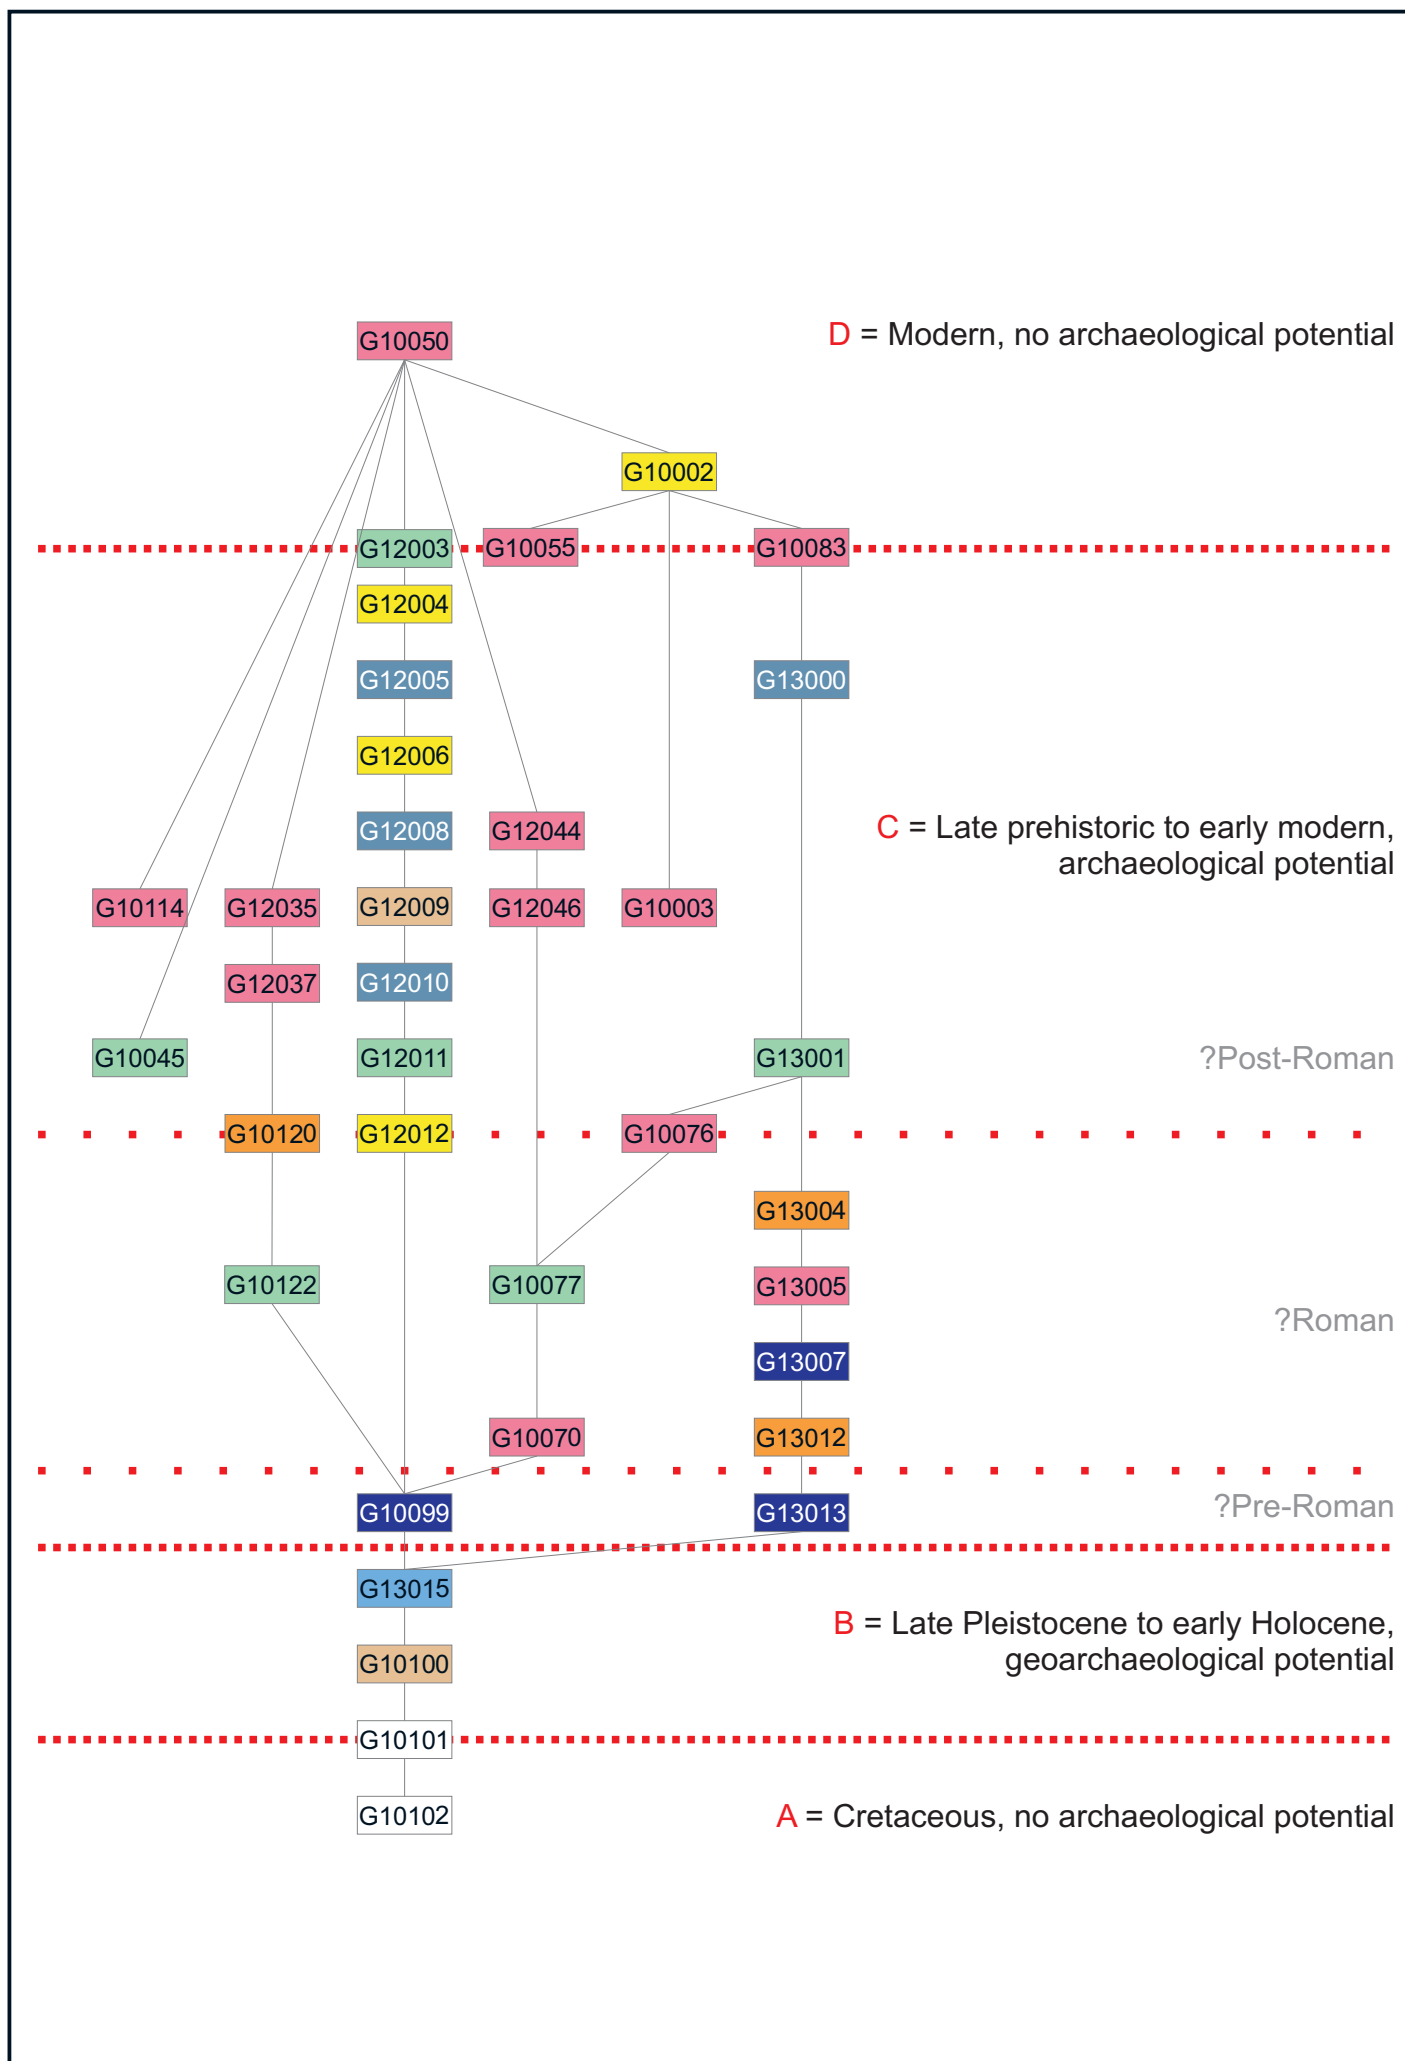 G10050
D = Modern, no archaeological potential
G10002
G12003 G10055 G10083
G12004
G12005 G13000
G12006
G12008 G12044
C = Late prehistoric to early modern,
archaeological potential
G10114 G12035 G12009 G12046 G10003
G12037 G12010
G10045 G12011 G13001 ?Post-Roman
G10120 G12012 G10076
G13004
G10122 G10077 G13005
?Roman
G13007
G10070 G13012
G10099 G13013 ?Pre-Roman
G13015
B = Late Pleistocene to early Holocene,
geoarchaeological potential
G10100
G10101
G10102
A = Cretaceous, no archaeological potential